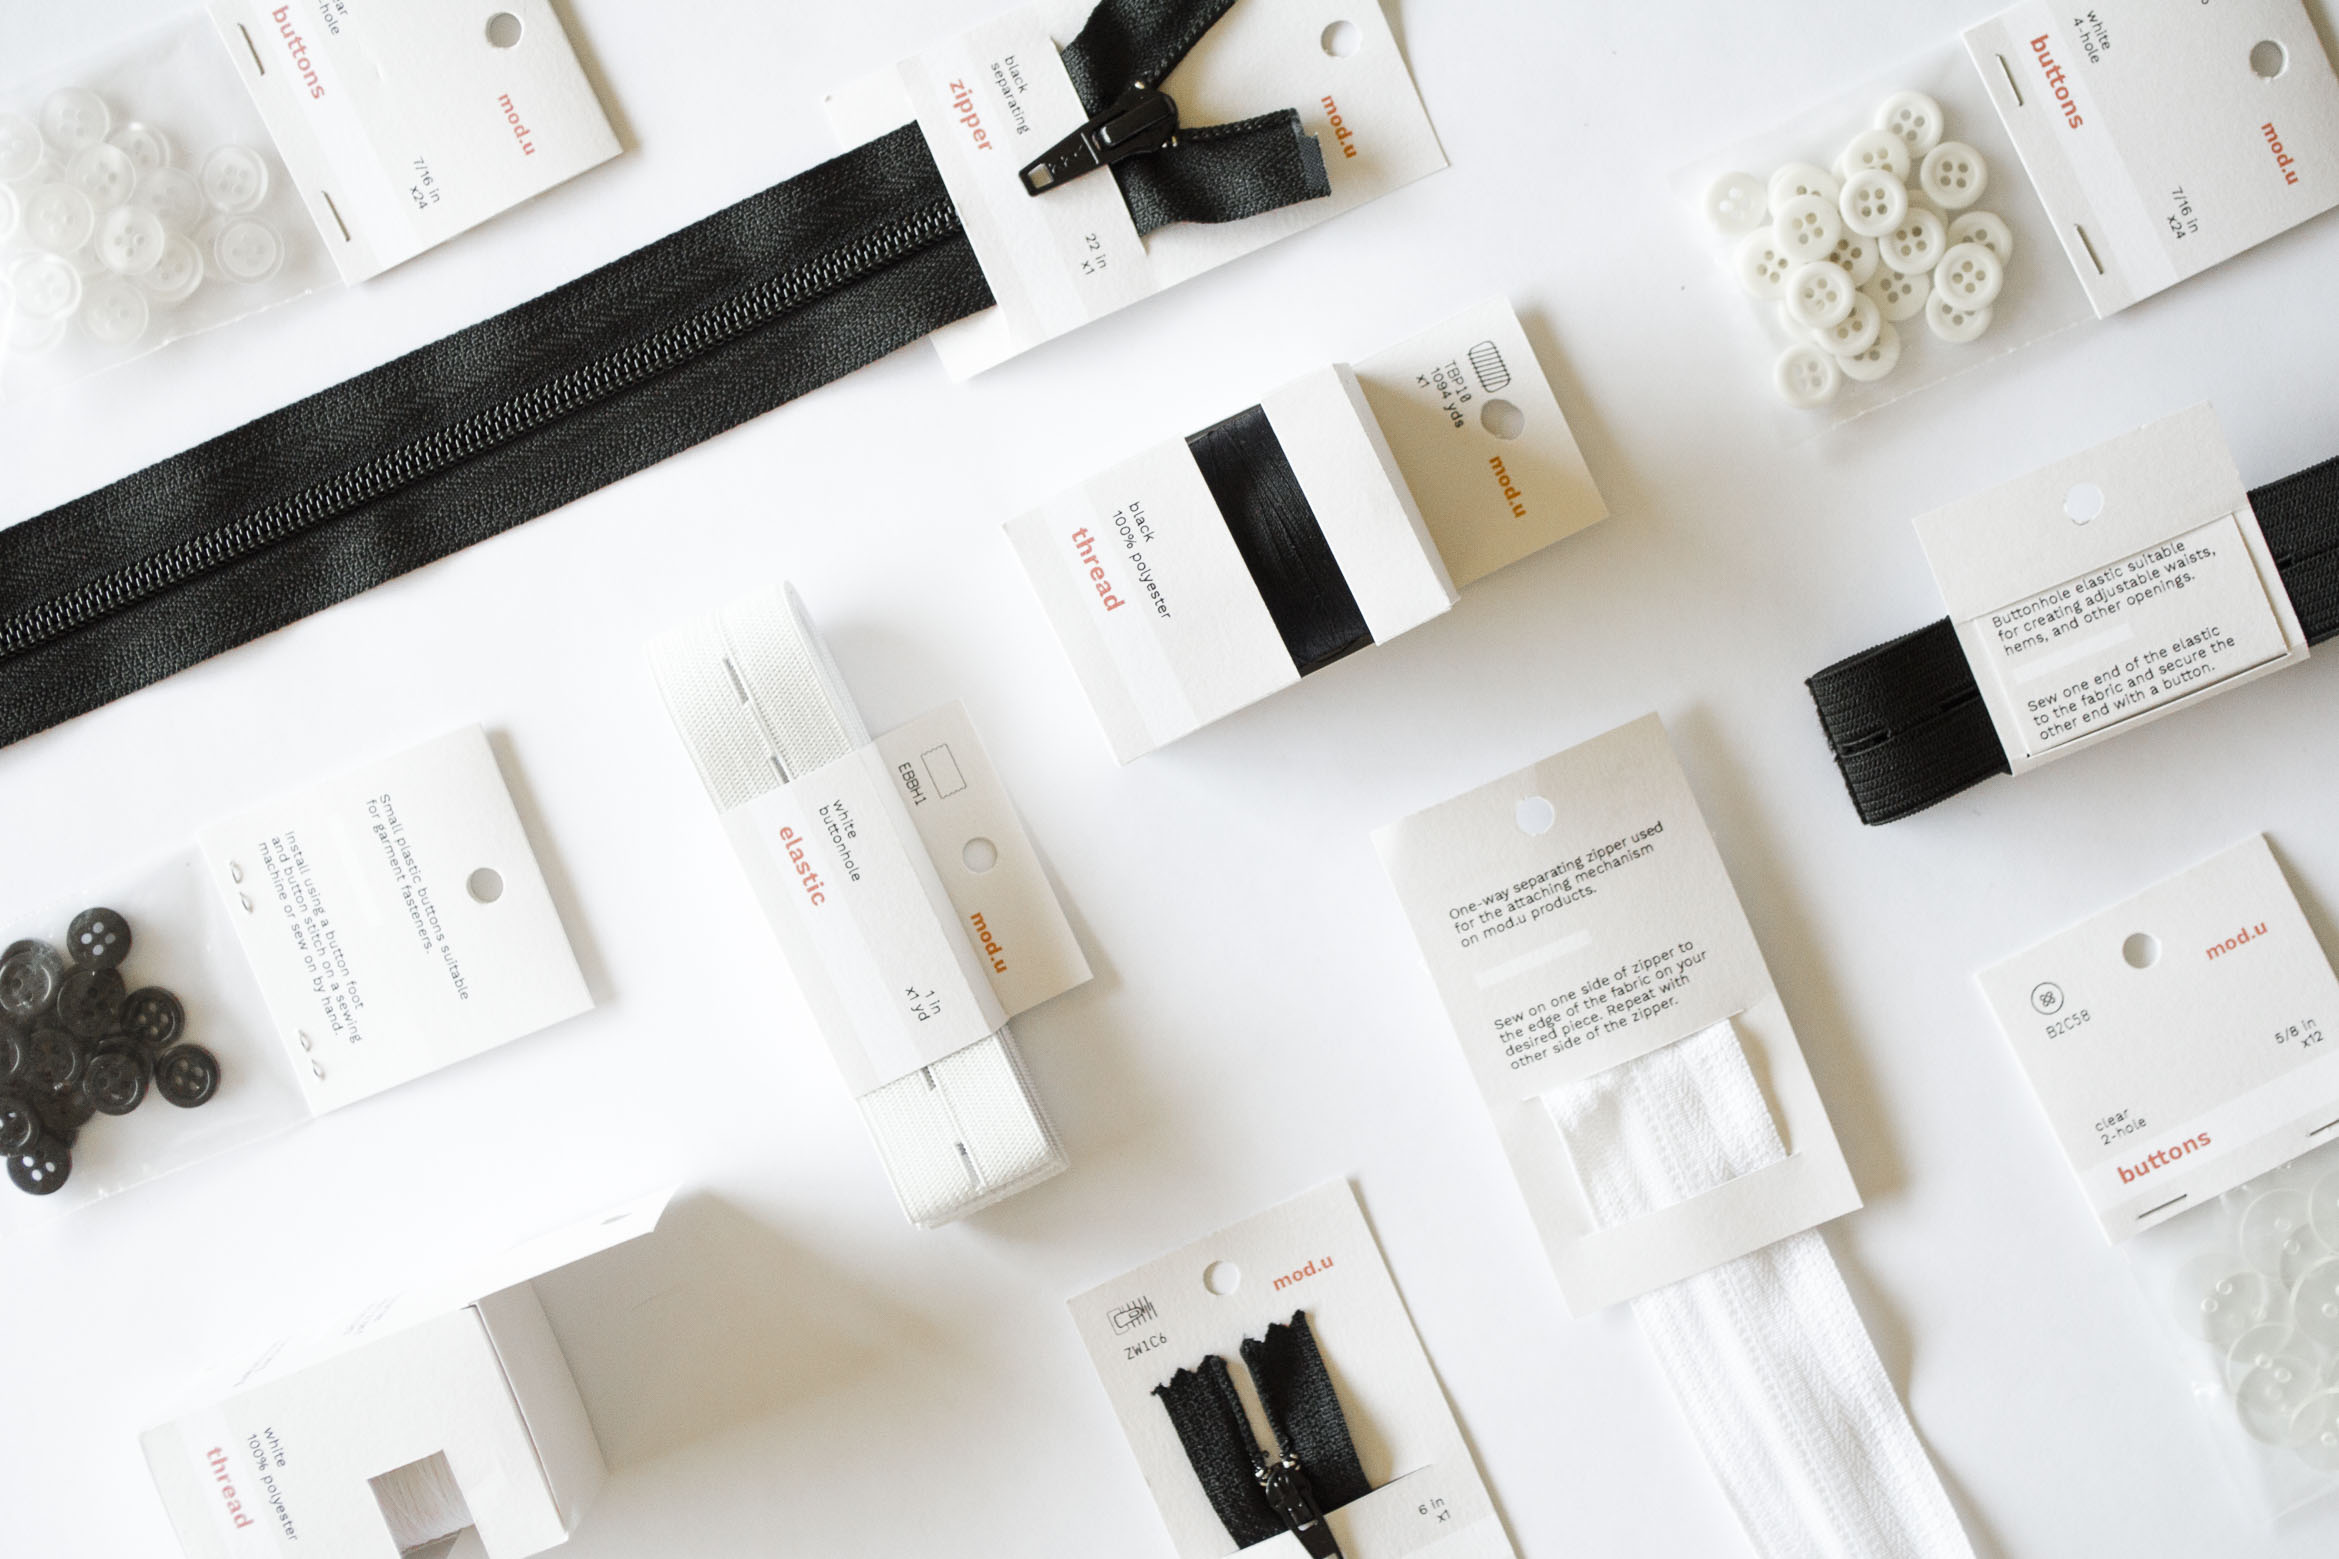 buttons
mod.u
7/16 in
x24
zipper
black
separating
22 in
x1
mod.u
buttons
white
4-hole
mod.u
7/16 in
x24
thread
black
100% polyester
TBP10
1094 yds
x1
mod.u
Buttonhole elastic suitable
for creating adjustable waists,
hems, and other openings.
Sew one end of the elastic
to the fabric and secure the
other end with a button.
Small plastic buttons suitable
for garment fasteners.
Install using a button foot
and button stitch on a sewing
machine or sew on by hand.
elastic
white
buttonhole
EBBH1
1 in
x1 yd
mod.u
One-way separating zipper used
for the attaching mechanism
on mod.u products.
Sew on one side of zipper to
the edge of the fabric on your
desired piece. Repeat with
other side of the zipper.
mod.u
B2C58
5/8 in
x12
clear
2-hole
buttons
thread
white
100% polyester
mod.u
ZW1C6
6 in
x1